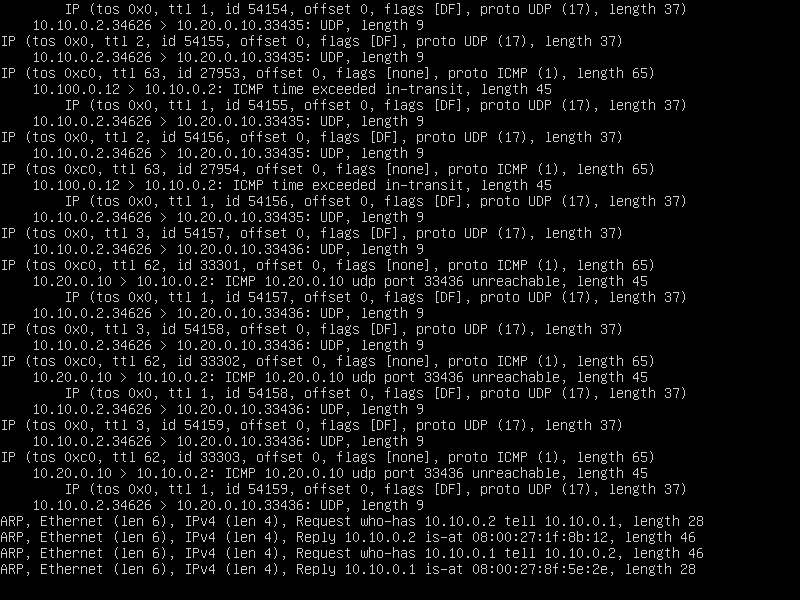 IP (tos 0x0, ttl 1, id 54154, offset 0, flags [DF], proto UDP (17), length 37)
10.10.0.2.34626 > 10.20.0.10.33435: UDP, length 9
IP (tos 0x0, ttl 2, id 54155, offset 0, flags [DF], proto UDP (17), length 37)
10.10.0.2.34626 > 10.20.0.10.33435: UDP, length 9
IP (tos 0xc0, ttl 63, id 27953, offset 0, flags [none], proto ICMP (1), length 65)
10.100.0.12 > 10.10.0.2: ICMP time exceeded in-transit, length 45
IP (tos 0x0, ttl 1, id 54155, offset 0, flags [DF], proto UDP (17), length 37)
10.10.0.2.34626 > 10.20.0.10.33435: UDP, length 9
IP (tos 0x0, ttl 2, id 54156, offset 0, flags [DF], proto UDP (17), length 37)
10.10.0.2.34626 > 10.20.0.10.33435: UDP, length 9
IP (tos 0xc0, ttl 63, id 27954, offset 0, flags [none], proto ICMP (1), length 65)
10.100.0.12 > 10.10.0.2: ICMP time exceeded in-transit, length 45
IP (tos 0x0, ttl 1, id 54156, offset 0, flags [DF], proto UDP (17), length 37)
10.10.0.2.34626 > 10.20.0.10.33435: UDP, length 9
IP (tos 0x0, ttl 3, id 54157, offset 0, flags [DF], proto UDP (17), length 37)
10.10.0.2.34626 > 10.20.0.10.33436: UDP, length 9
IP (tos 0xc0, ttl 62, id 33301, offset 0, flags [none], proto ICMP (1), length 65)
10.20.0.10 > 10.10.0.2: ICMP 10.20.0.10 udp port 33436 unreachable, length 45
IP (tos 0x0, ttl 1, id 54157, offset 0, flags [DF], proto UDP (17), length 37)
10.10.0.2.34626 > 10.20.0.10.33436: UDP, length 9
IP (tos 0x0, ttl 3, id 54158, offset 0, flags [DF], proto UDP (17), length 37)
10.10.0.2.34626 > 10.20.0.10.33436: UDP, length 9
IP (tos 0xc0, ttl 62, id 33302, offset 0, flags [none], proto ICMP (1), length 65)
10.20.0.10 > 10.10.0.2: ICMP 10.20.0.10 udp port 33436 unreachable, length 45
IP (tos 0x0, ttl 1, id 54158, offset 0, flags [DF], proto UDP (17), length 37)
10.10.0.2.34626 > 10.20.0.10.33436: UDP, length 9
IP (tos 0x0, ttl 3, id 54159, offset 0, flags [DF], proto UDP (17), length 37)
10.10.0.2.34626 > 10.20.0.10.33436: UDP, length 9
IP (tos 0xc0, ttl 62, id 33303, offset 0, flags [none], proto ICMP (1), length 65)
10.20.0.10 > 10.10.0.2: ICMP 10.20.0.10 udp port 33436 unreachable, length 45
IP (tos 0x0, ttl 1, id 54159, offset 0, flags [DF], proto UDP (17), length 37)
10.10.0.2.34626 > 10.20.0.10.33436: UDP, length 9
ARP, Ethernet (len 6), IPv4 (len 4), Request who-has 10.10.0.2 tell 10.10.0.1, length 28
ARP, Ethernet (len 6), IPv4 (len 4), Reply 10.10.0.2 is-at 08:00:27:1f:8b:12, length 46
ARP, Ethernet (len 6), IPv4 (len 4), Request who-has 10.10.0.1 tell 10.10.0.2, length 46
ARP, Ethernet (len 6), IPv4 (len 4), Reply 10.10.0.1 is-at 08:00:27:8f:5e:2e, length 28